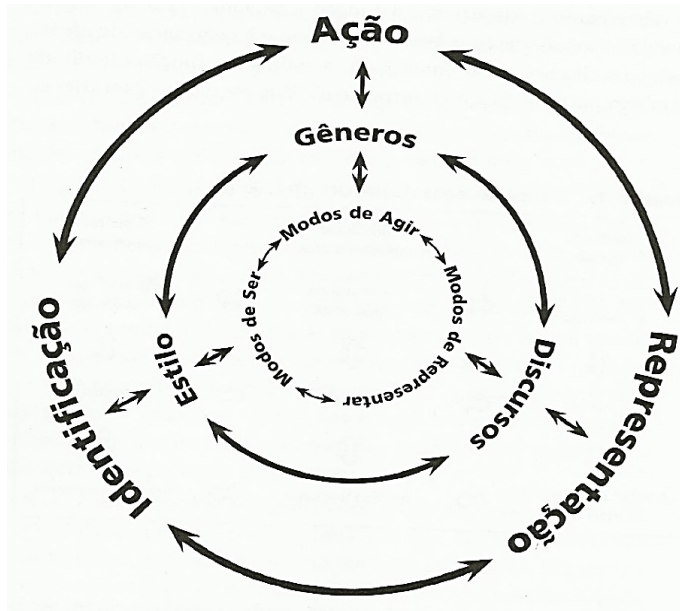 Ação
Gêneros
Modos de Agir
Modos de Ser
Modos de Representar
Estilo
Discursos
Identificação
Representação